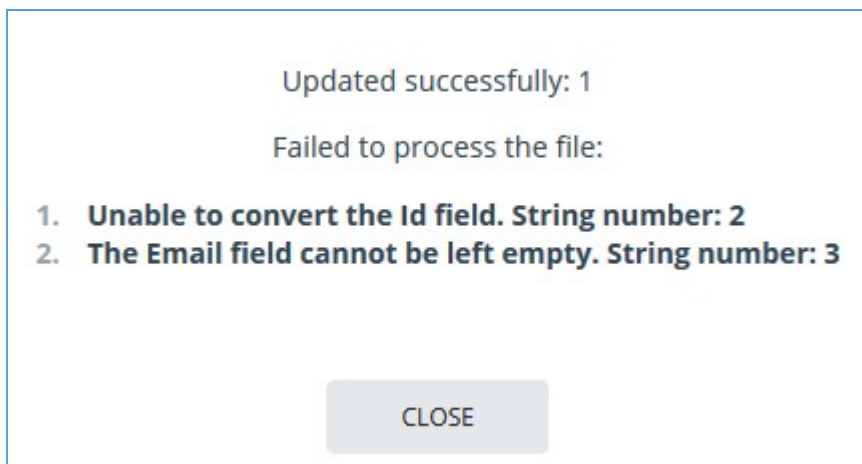 Updated successfully: 1
Failed to process the file:
1. Unable to convert the Id field. String number: 2
2. The Email field cannot be left empty. String number: 3
CLOSE